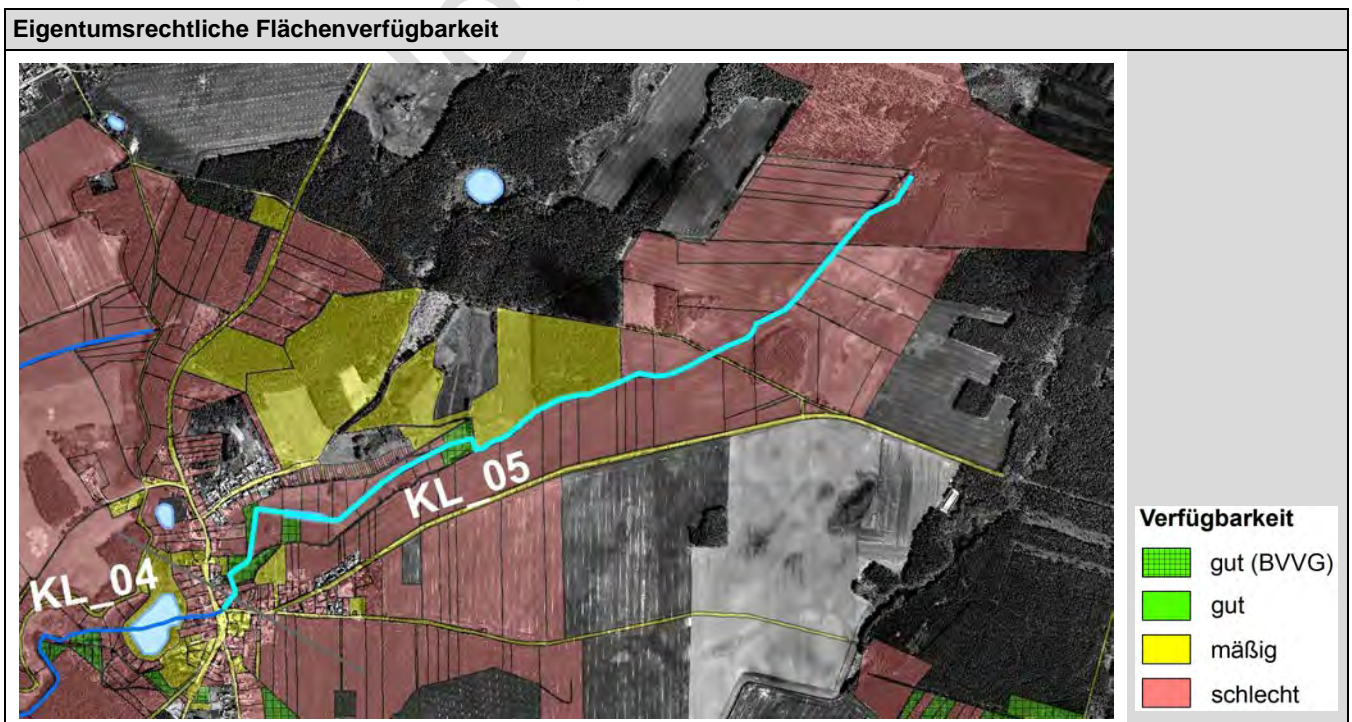 Eigentumsrechtliche Flächenverfügbarkeit
KL_05
KL_04
Verfügbarkeit
gut (BVVG)
gut
mäßig
schlecht